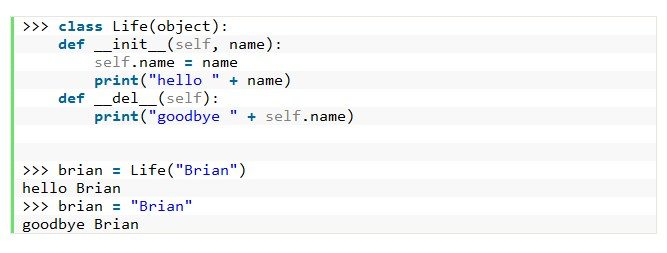 >>> class Life(object):
    def __init__(self, name):
        self.name = name
        print("hello " + name)
    def __del__(self):
        print("goodbye " + self.name)
>>> brian = Life("Brian")
hello Brian
>>> brian = "Brian"
goodbye Brian